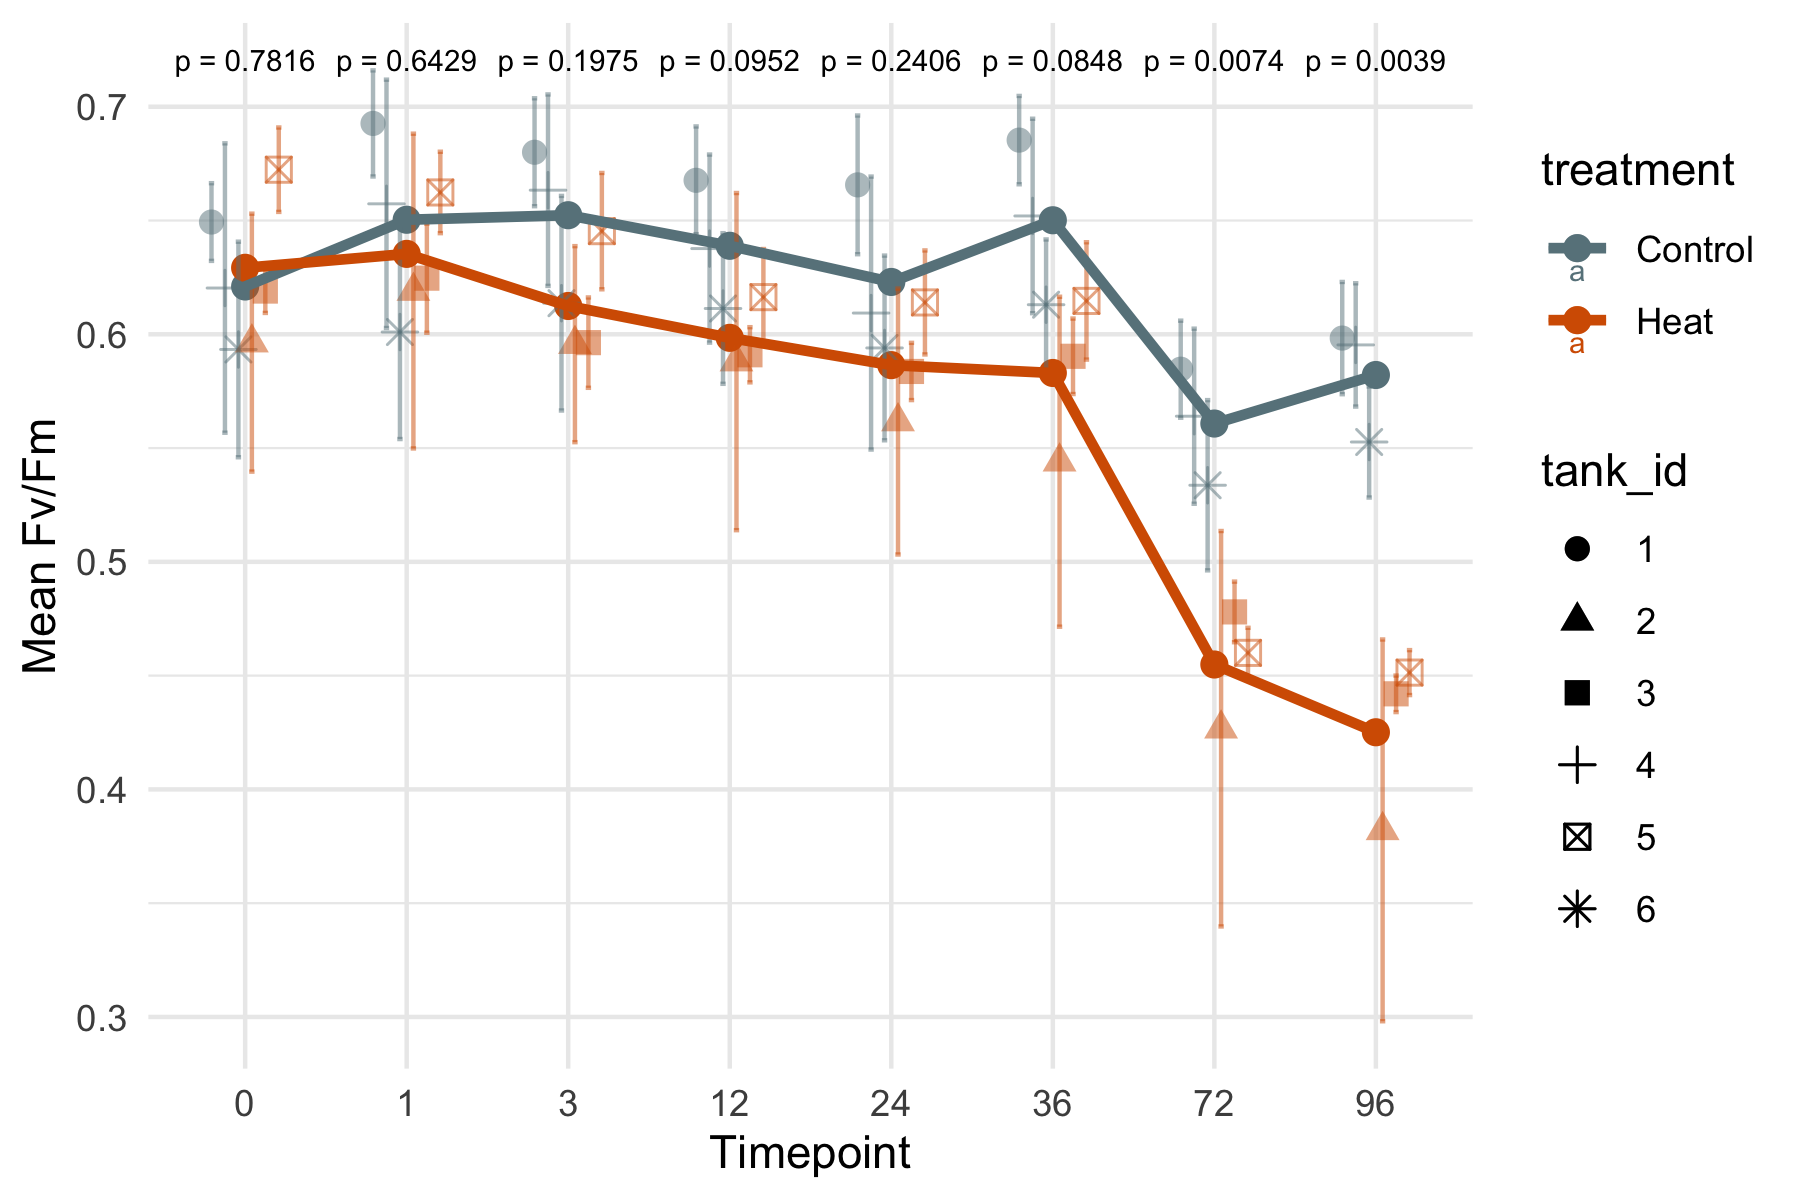 p = 0.7816 p = 0.6429 p = 0.1975 p = 0.0952 p = 0.2406 p = 0.0848 p = 0.0074 p = 0.0039
0.7
0.6
0.5
0.4
0.3
Mean Fv/Fm
0 1 3 12 24 36 72 96
Timepoint
treatment
a Control
a Heat
tank_id
1
2
3
4
5
6